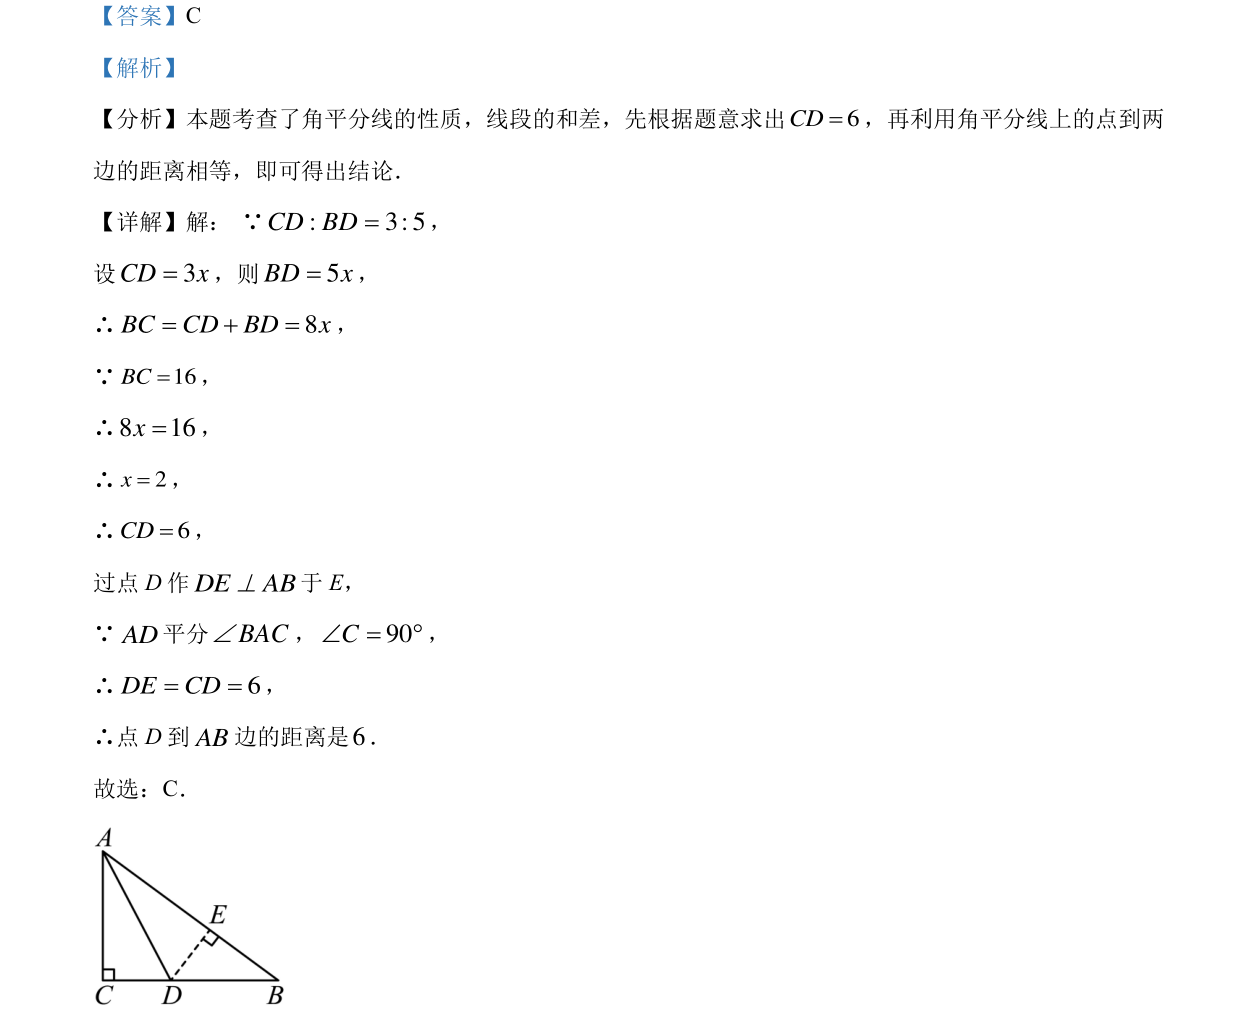 【答案】C
【解析】
【分析】本题考查了角平分线的性质，线段的和差，先根据题意求出CD=6，再利用角平分线上的点到两
边的距离相等，即可得出结论．
【详解】解： ∵CD:BD=3:5，
设CD=3x，则BD=5x，
∴BC=CD+BD=8x，
∵BC=16，
∴8x=16，
∴x=2，
∴CD=6，
过点D作DE⊥AB于E，
∵AD平分∠BAC，∠C=90°，
∴DE=CD=6，
∴点D到AB边的距离是6．
故选：C．
A
E
C D B